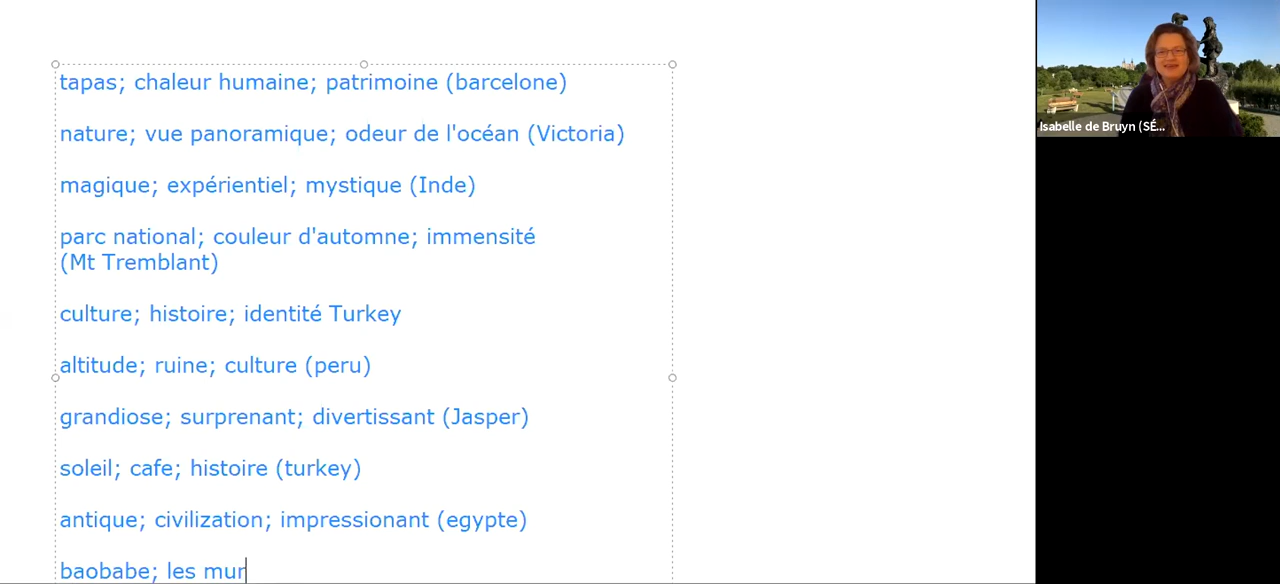 tapas; chaleur humaine; patrimoine (barcelone)
nature; vue panoramique; odeur de l'océan (Victoria)
magique; expérientiel; mystique (Inde)
parc national; couleur d'automne; immensité
(Mt Tremblant)
culture; histoire; identité Turkey
altitude; ruine; culture (peru)
grandiose; surprenant; divertissant (Jasper)
soleil; cafe; histoire (turkey)
antique; civilization; impressionant (egypte)
baobabe; les mur
Isabelle de Bruyn (SÉ...